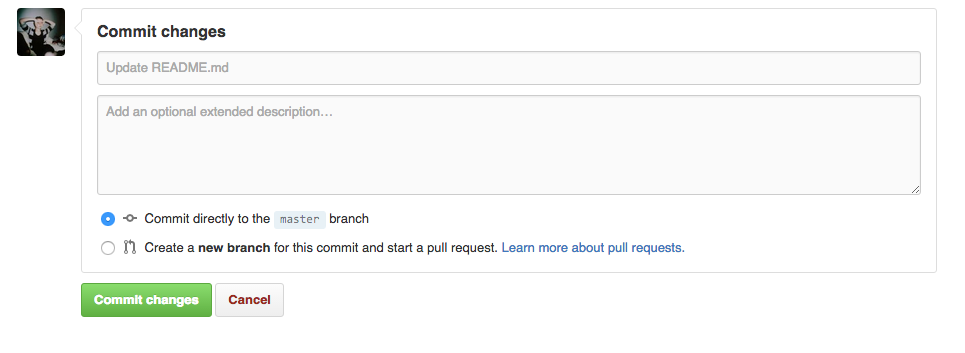 Commit changes
Update README.md
Add an optional extended description…
Commit directly to the master branch
Create a new branch for this commit and start a pull request. Learn more about pull requests.
Commit changes Cancel